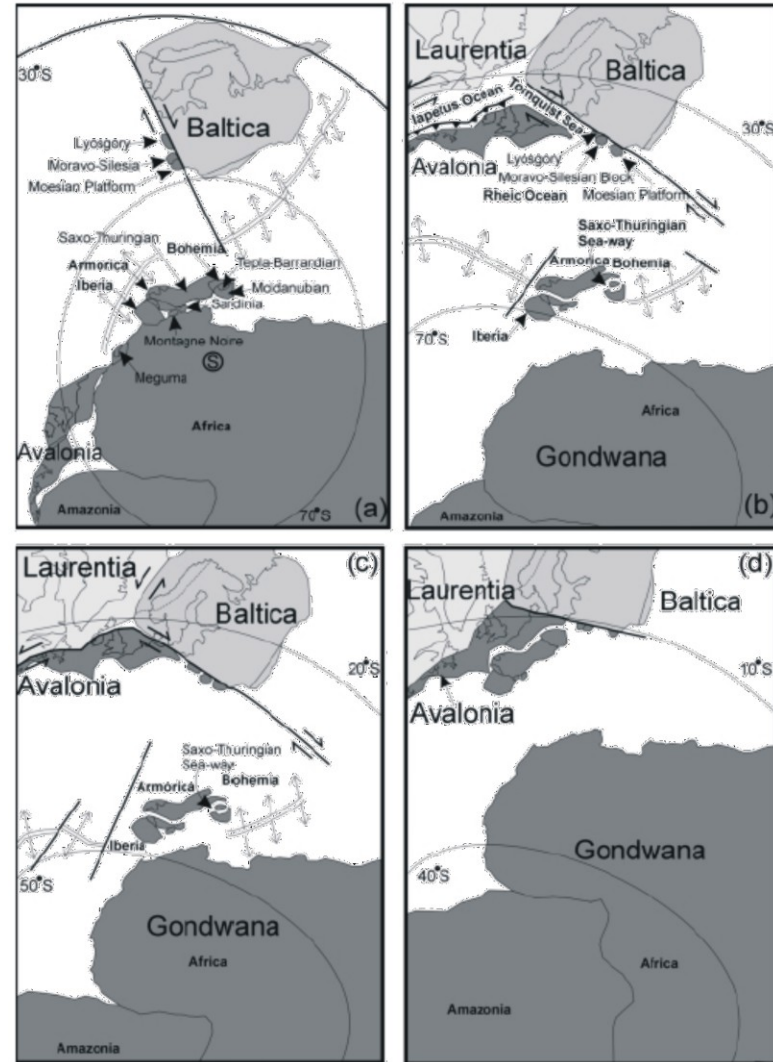 30°S
Baltica
Łyósgóry
Moravo-Silesia
Moesian Platform
Saxo-Thuringian
Bohemia
Armorica
Tepla-Barrardian
Iberia
Moldanuban
Sardinia
Montagne Noire
S
Meguma
Africa
Avalonia
Amazonia
70°S
(a)
Laurentia
Baltica
Iapetus Ocean
Tornquist Sea
30°S
Avalonia
Łyósgóry
Moravo-Silesian Block
Rheic Ocean
Moesian Platform
Saxo-Thuringian
Sea-way
Armorica
Bohemia
70°S
Iberia
Africa
Gondwana
Amazonia
(b)
(c)
Laurentia
Baltica
20°S
Avalonia
Saxo-Thuringian
Sea-way
Armorica
Bohemia
Iberia
50°S
Gondwana
Africa
Amazonia
(d)
Laurentia
Baltica
10°S
Avalonia
Gondwana
40°S
Africa
Amazonia